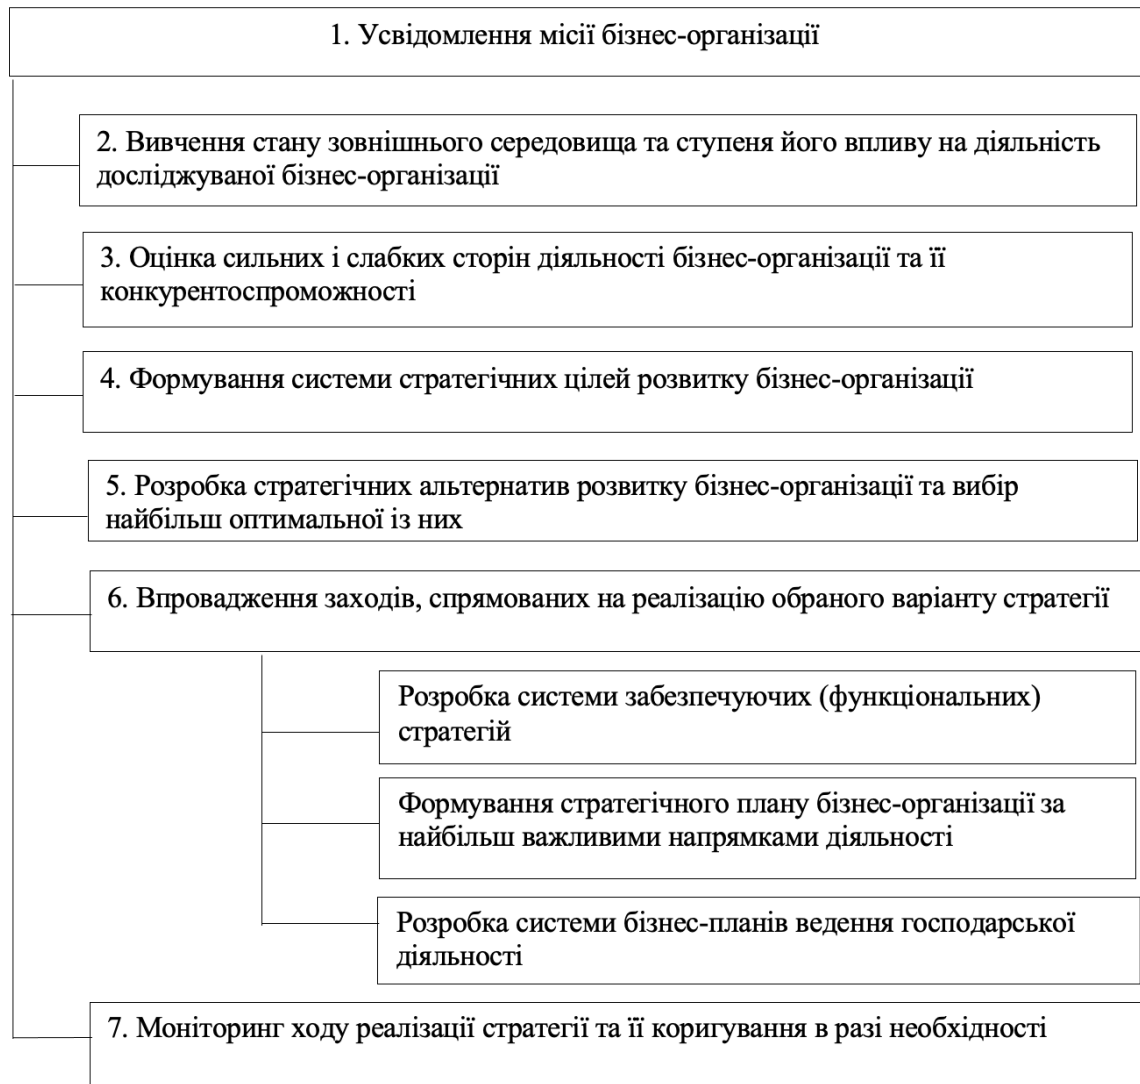 1. Усвідомлення місії бізнес-організації
2. Вивчення стану зовнішнього середовища та ступеня його впливу на діяльність
досліджуваної бізнес-організації
3. Оцінка сильних і слабких сторін діяльності бізнес-організації та її
конкурентоспроможності
4. Формування системи стратегічних цілей розвитку бізнес-організації
5. Розробка стратегічних альтернатив розвитку бізнес-організації та вибір
найбільш оптимальної із них
6. Впровадження заходів, спрямованих на реалізацію обраного варіанту стратегії
Розробка системи забезпечуючих (функціональних)
стратегій
Формування стратегічного плану бізнес-організації за
найбільш важливими напрямками діяльності
Розробка системи бізнес-планів ведення господарської
діяльності
7. Моніторинг ходу реалізації стратегії та її коригування в разі необхідності